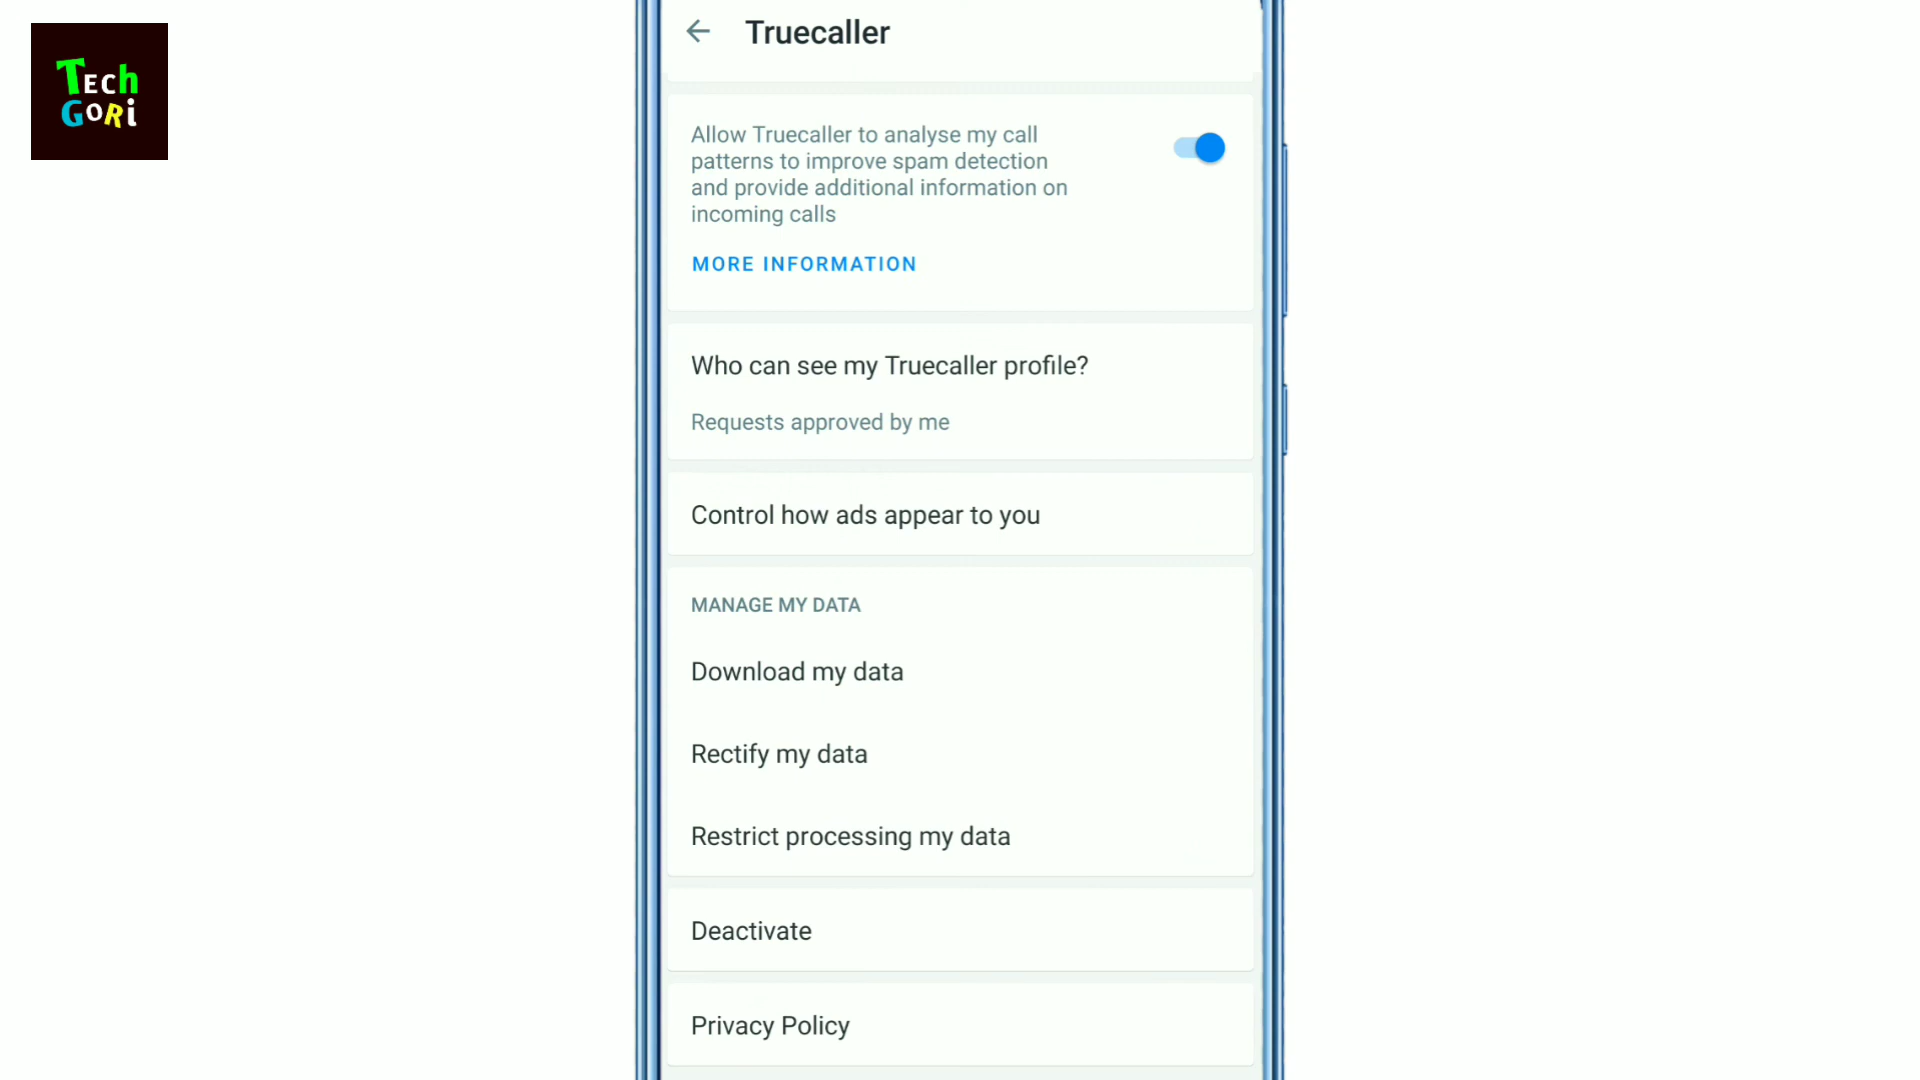 Tech
Gori
Truecaller
Allow Truecaller to analyse my call
patterns to improve spam detection
and provide additional information on
incoming calls
MORE INFORMATION
Who can see my Truecaller profile?
Requests approved by me
Control how ads appear to you
MANAGE MY DATA
Download my data
Rectify my data
Restrict processing my data
Deactivate
Privacy Policy